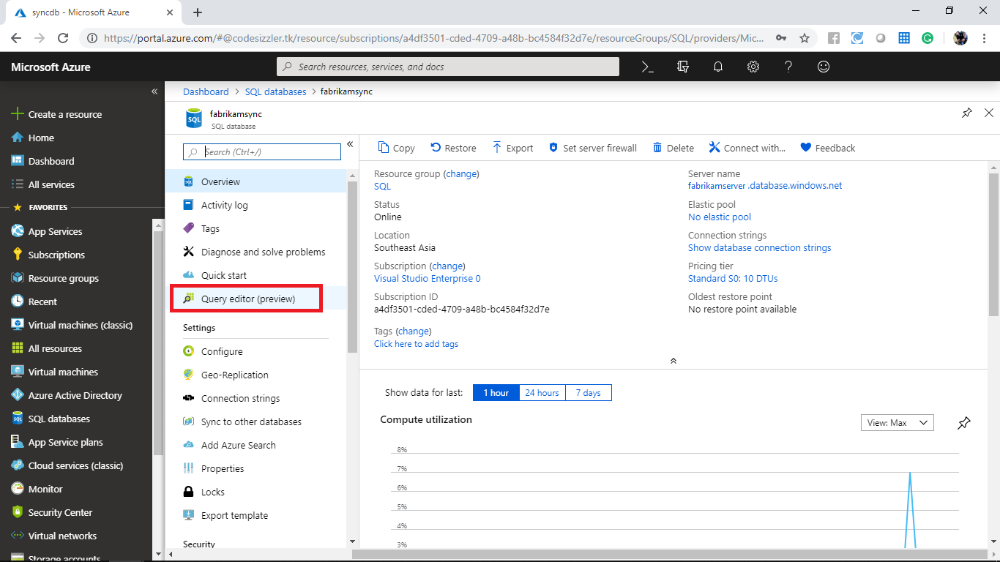 syncdb - Microsoft Azure
https://portal.azure.com/#@codesizzler.tk/resource/subscriptions/a4df3501-cded-4709-a48b-bc4584f32d7e/resourceGroups/SQL/providers/Mic...
Microsoft Azure
Search resources, services, and docs
Create a resource
Home
Dashboard
All services
FAVORITES
App Services
Subscriptions
Resource groups
Recent
Virtual machines (classic)
All resources
Virtual machines
Azure Active Directory
SQL databases
App Service plans
Cloud services (classic)
Monitor
Security Center
Virtual networks
Storage accounts
Dashboard > SQL databases > fabrikamsync
SQL
fabrikamsync
SQL database
Search (Ctrl+/)
Overview
Activity log
Tags
Diagnose and solve problems
Quick start
Query editor (preview)
Settings
Configure
Geo-Replication
Connection strings
Sync to other databases
Add Azure Search
Properties
Locks
Export template
Security
Copy Restore Export Set server firewall Delete Connect with... Feedback
Resource group (change)
SQL
Status
Online
Location
Southeast Asia
Subscription (change)
Visual Studio Enterprise 0
Subscription ID
a4df3501-cded-4709-a48b-bc4584f32d7e
Tags (change)
Click here to add tags
Server name
fabrikamserver .database.windows.net
Elastic pool
No elastic pool
Connection strings
Show database connection strings
Pricing tier
Standard S0: 10 DTUs
Oldest restore point
No restore point available
Show data for last: 1 hour 24 hours 7 days
Compute utilization
View: Max
8%
7%
6%
5%
4%
3%